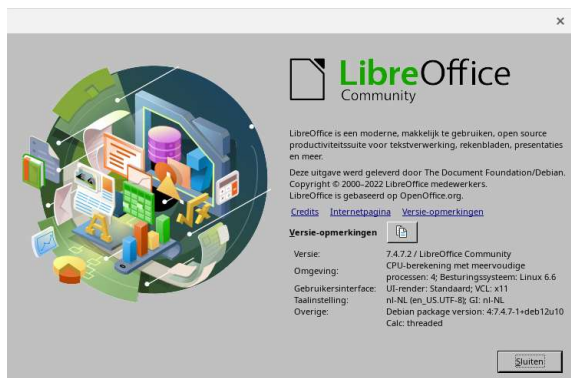 LibreOffice
Community
LibreOffice is een moderne, makkelijk te gebruiken, open source
productiviteitssuite voor tekstverwerking, rekenbladen, presentaties
en meer.
Deze uitgave werd geleverd door The Document Foundation/Debian.
Copyright © 2000–2022 LibreOffice medewerkers.
LibreOffice is gebaseerd op OpenOffice.org.
Credits Internetpagina Versie-opmerkingen
Versie-opmerkingen
Versie: 7.4.7.2 / LibreOffice Community
Omgeving: CPU-berekening met meervoudige
processen: 4; Besturingssysteem: Linux 6.6
Gebruikersinterface: UI-render: Standaard; VCL: x11
Taalinstelling: nl-NL (en_US.UTF-8); GI: nl-NL
Overige: Debian package version: 4:7.4.7-1+deb12u10
Calc: threaded
Sluiten